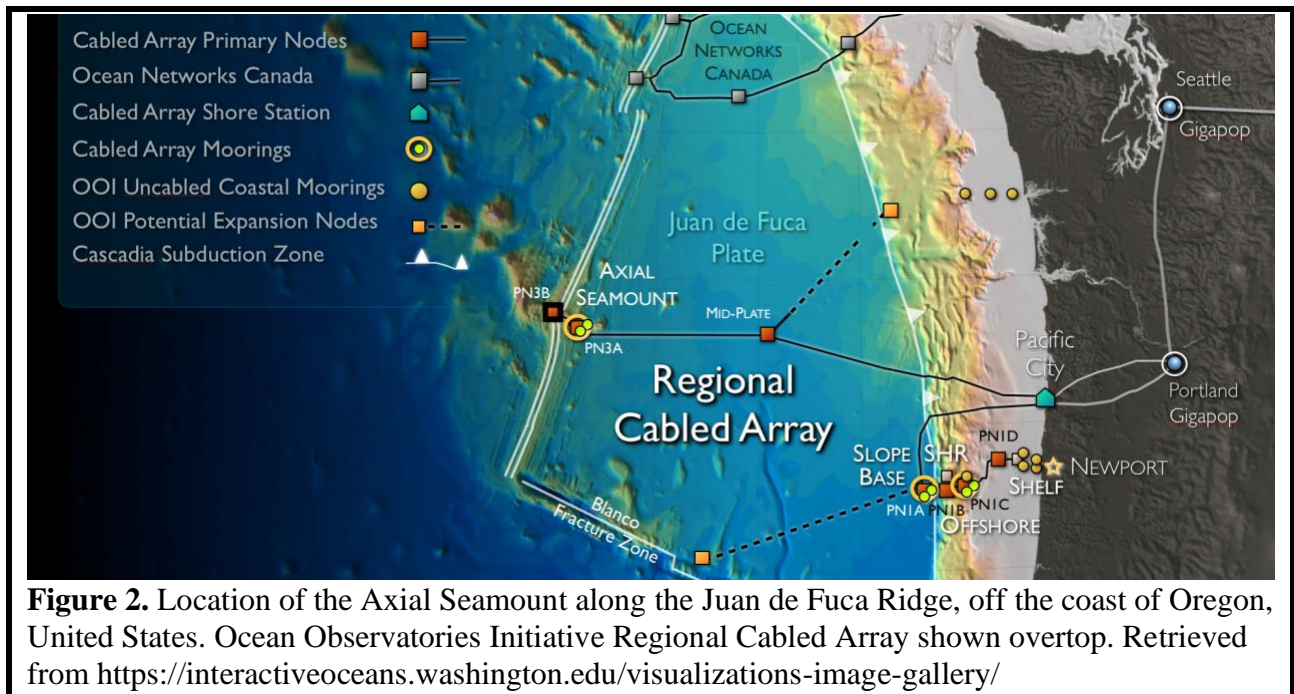 Cabled Array Primary Nodes
Ocean Networks Canada
Cabled Array Shore Station
Cabled Array Moorings
OOI Uncabled Coastal Moorings
OOI Potential Expansion Nodes
Cascadia Subduction Zone
OCEAN
NETWORKS
CANADA
Seattle
Gigapop
Juan de Fuca
Plate
AXIAL
SEAMOUNT
PN3B
PN3A
MID-PLATE
Pacific
City
Portland
Gigapop
Regional
Cabled Array
SLOPE
BASE
SHR
PN1D
NEWPORT
SHELF
PN1A
PN1B
PN1C
OFFSHORE
Blanco
Fracture Zone
Figure 2. Location of the Axial Seamount along the Juan de Fuca Ridge, off the coast of Oregon,
United States. Ocean Observatories Initiative Regional Cabled Array shown overtop. Retrieved
from https://interactiveoceans.washington.edu/visualizations-image-gallery/